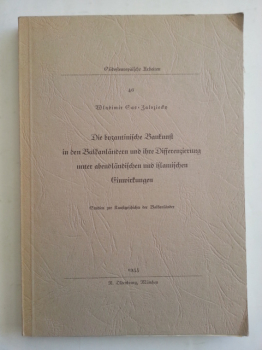 Südosteuropäische Arbeiten
40
Wladimir Sas-Zaloziecky
Die byzantinische Baukunst
in den Balkanländern und ihre Differenzierung
unter abendländischen und islamischen
Einwirkungen
Studien zur Kunstgeschichte der Balkanländer
1955
R. Oldenbourg, München